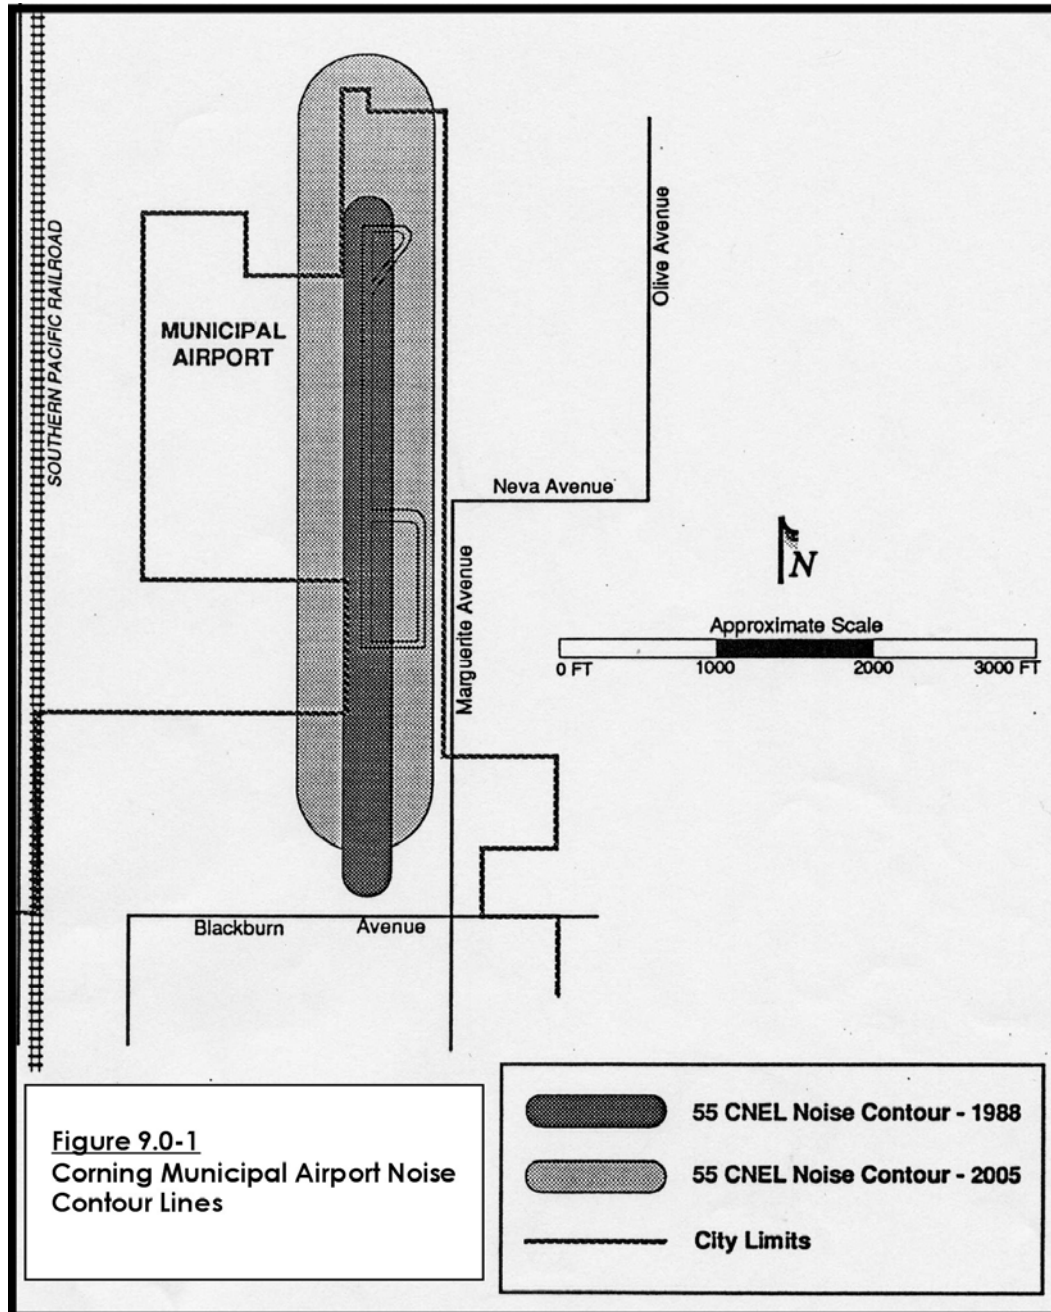 SOUTHERN PACIFIC RAILROAD
MUNICIPAL
AIRPORT
Olive Avenue
Neva Avenue
Marguerite Avenue
N
Approximate Scale
0 FT 1000 2000 3000 FT
Blackburn Avenue
Figure 9.0-1
Corning Municipal Airport Noise
Contour Lines
55 CNEL Noise Contour - 1988
55 CNEL Noise Contour - 2005
City Limits